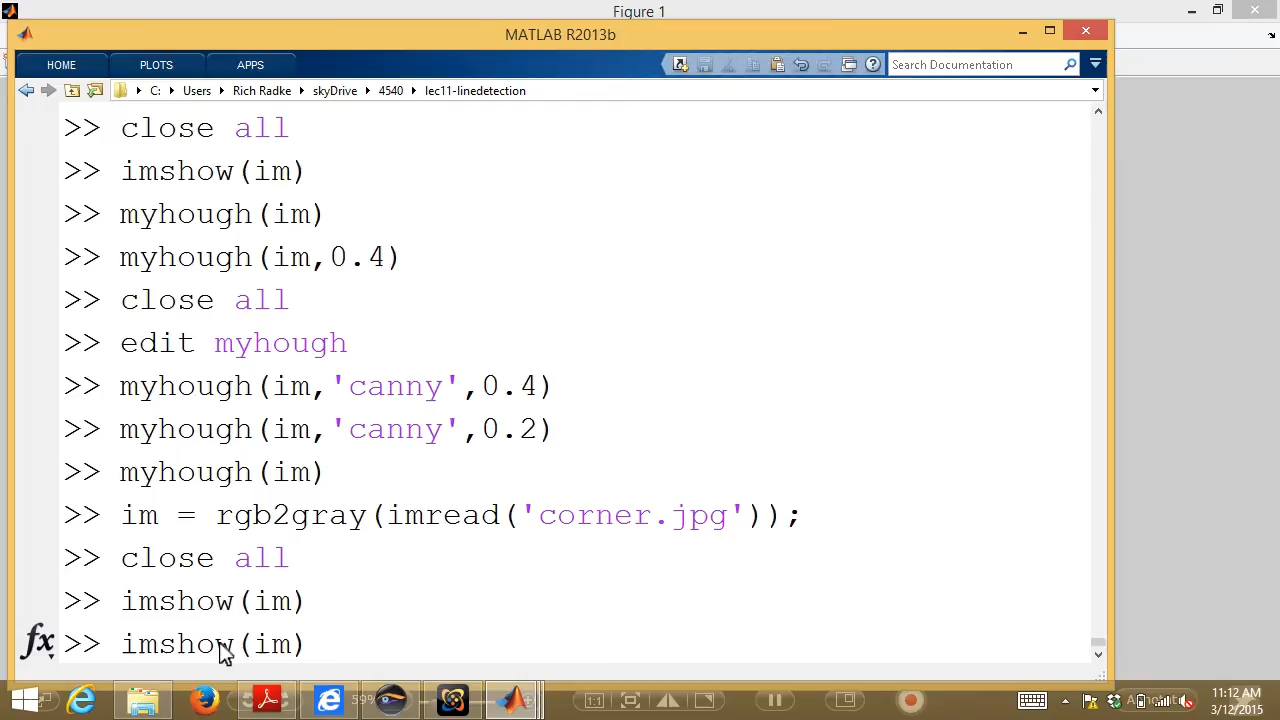 Figure 1
MATLAB R2013b
HOME PLOTS APPS Search Documentation
C: Users Rich Radke skyDrive 4540 lec11-linedetection
>> close all
>> imshow(im)
>> myhough(im)
>> myhough(im,0.4)
>> close all
>> edit myhough
>> myhough(im,'canny',0.4)
>> myhough(im,'canny',0.2)
>> myhough(im)
>> im = rgb2gray(imread('corner.jpg'));
>> close all
>> imshow(im)
fx >> imshow(im)
59% 1:1 11:12 AM
3/12/2015